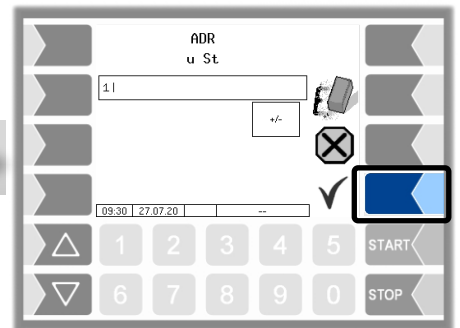 ADR
u St
1|
+/-
09:30 27.07.20 --
1 2 3 4 5 START
6 7 8 9 0 STOP